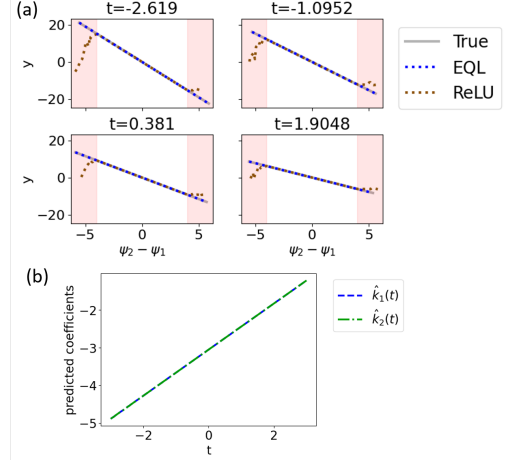 (a)
t=-2.619
t=-1.0952
20
0
−20
y
True
EQL
ReLU
t=0.381
t=1.9048
20
0
−20
y
−5
0
5
−5
0
5
ψ₂ − ψ₁
ψ₂ − ψ₁
(b)
−2
−3
−4
−5
predicted coefficients
−2
0
2
t
k̂₁(t)
k̂₂(t)